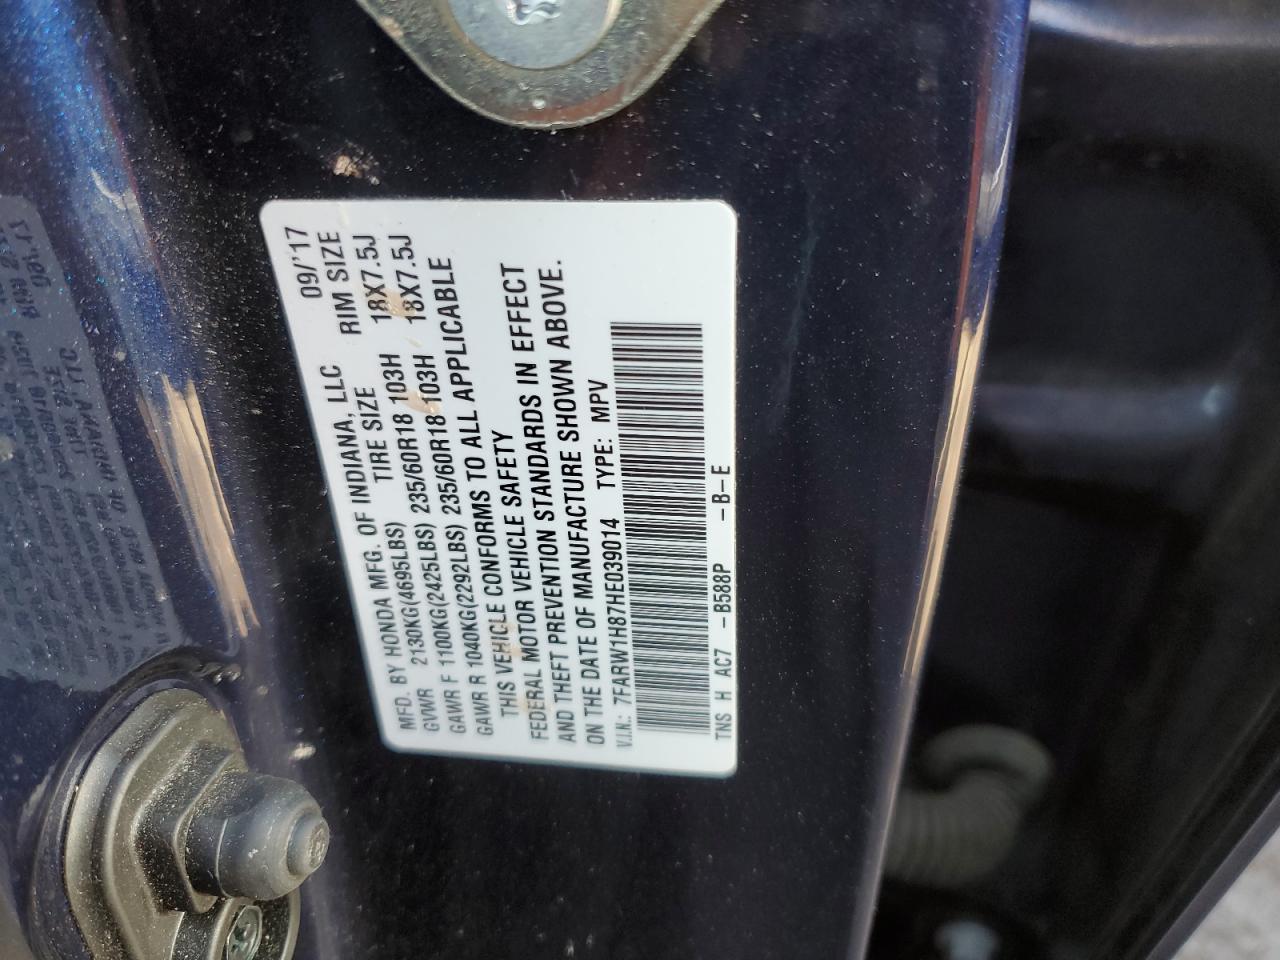 MFD. BY HONDA MFG. OF INDIANA, LLC 09/'17
GVWR 2130KG(4695LBS) TIRE SIZE RIM SIZE
GAWR F 1100KG(2425LBS) 235/60R18 103H 18X7.5J
GAWR R 1040KG(2292LBS) 235/60R18 103H 18X7.5J
THIS VEHICLE CONFORMS TO ALL APPLICABLE
FEDERAL MOTOR VEHICLE SAFETY
AND THEFT PREVENTION STANDARDS IN EFFECT
ON THE DATE OF MANUFACTURE SHOWN ABOVE.
V.I.N.: 7FARW1H87HE039014 TYPE: MPV
TNS H AC7 -B588P -B-E